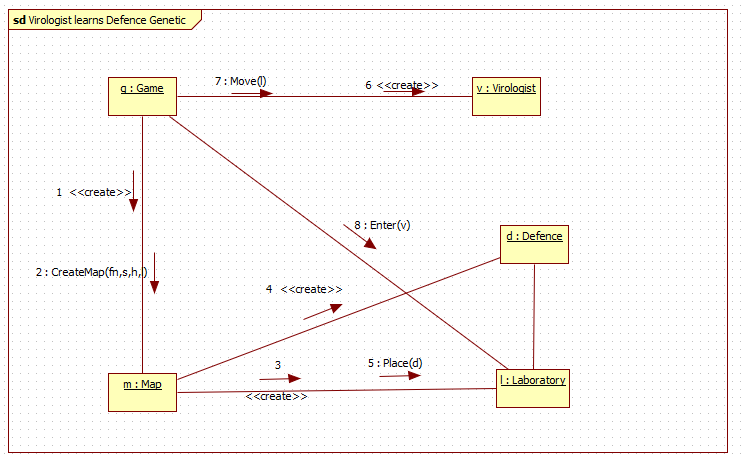 sd Virologist learns Defence Genetic
g : Game
7 : Move(l)
6 <<create>>
v : Virologist
1 <<create>>
8 : Enter(v)
d : Defence
2 : CreateMap(fn,s,h,)
4 <<create>>
3
5 : Place(d)
m : Map
<<create>>
l : Laboratory